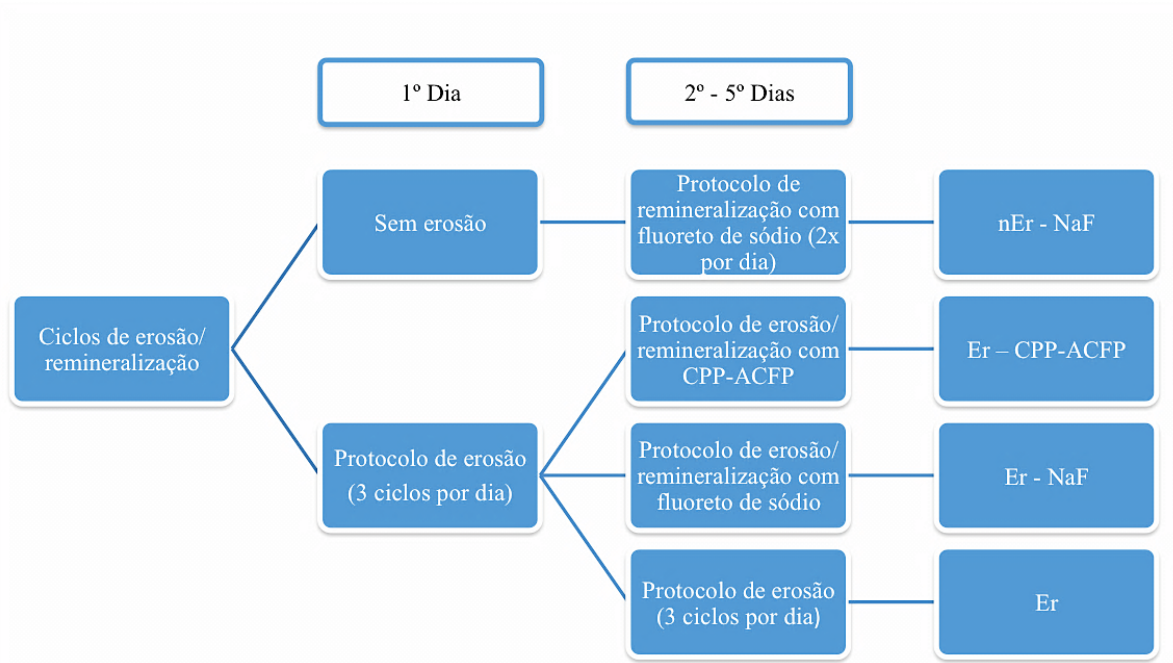 1º Dia
2º - 5º Dias
Ciclos de erosão/
remineralização
Sem erosão
Protocolo de
remineralização com
fluoreto de sódio (2x
por dia)
nEr - NaF
Protocolo de erosão
(3 ciclos por dia)
Protocolo de erosão/
remineralização com
CPP-ACFP
Er – CPP-ACFP
Protocolo de erosão/
remineralização com
fluoreto de sódio
Er - NaF
Protocolo de erosão
(3 ciclos por dia)
Er